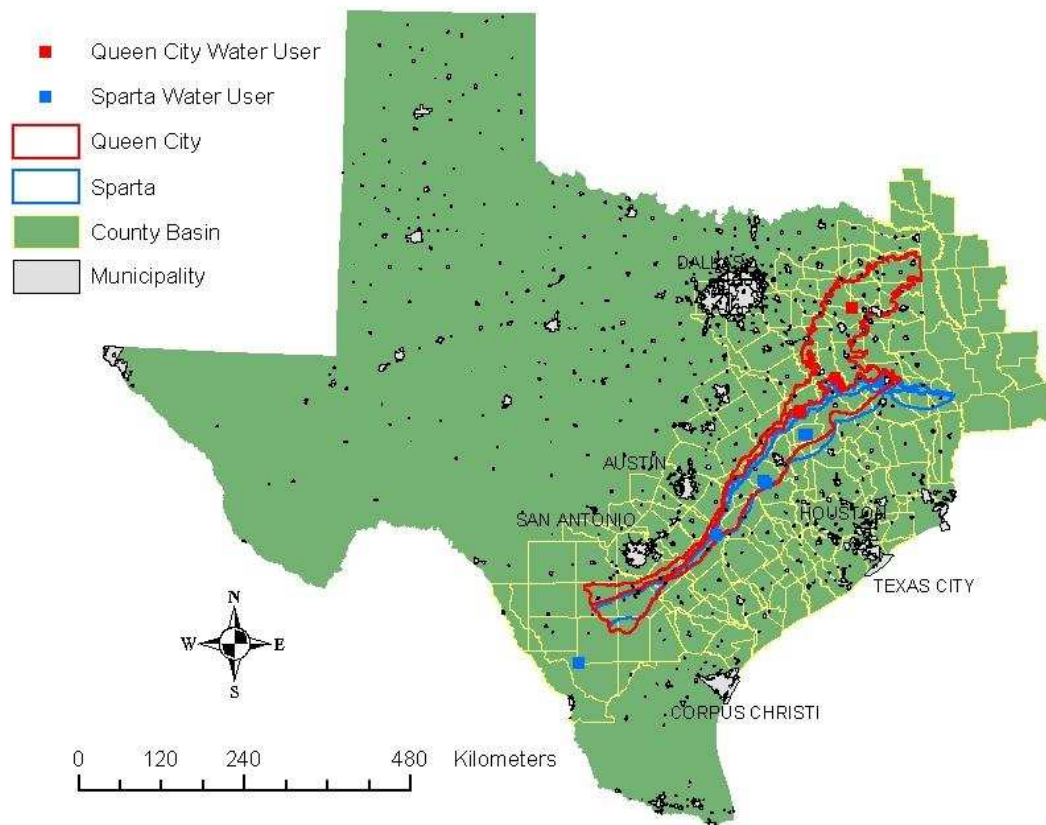 Queen City Water User
Sparta Water User
Queen City
Sparta
County Basin
Municipality
DALLAS
AUSTIN
SAN ANTONIO
HOUSTON
TEXAS CITY
CORPUS CHRISTI
N
W E
S
0 120 240 480 Kilometers